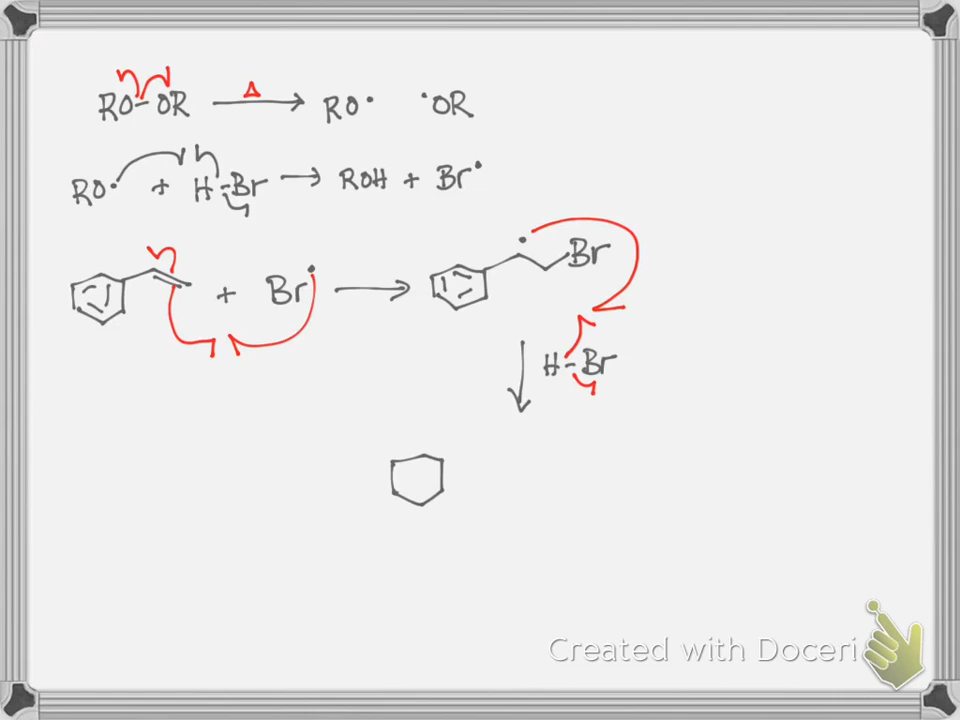 RO-OR Δ → RO• •OR
RO• + H-Br → ROH + Br•
+ Br• → • Br
H-Br
Created with Doceri